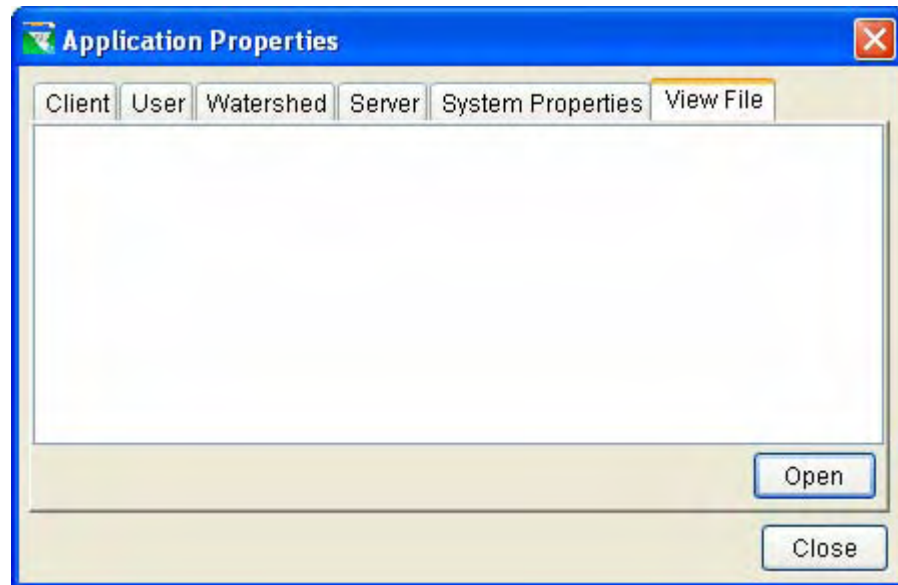 Application Properties
Client User Watershed Server System Properties View File
Open
Close